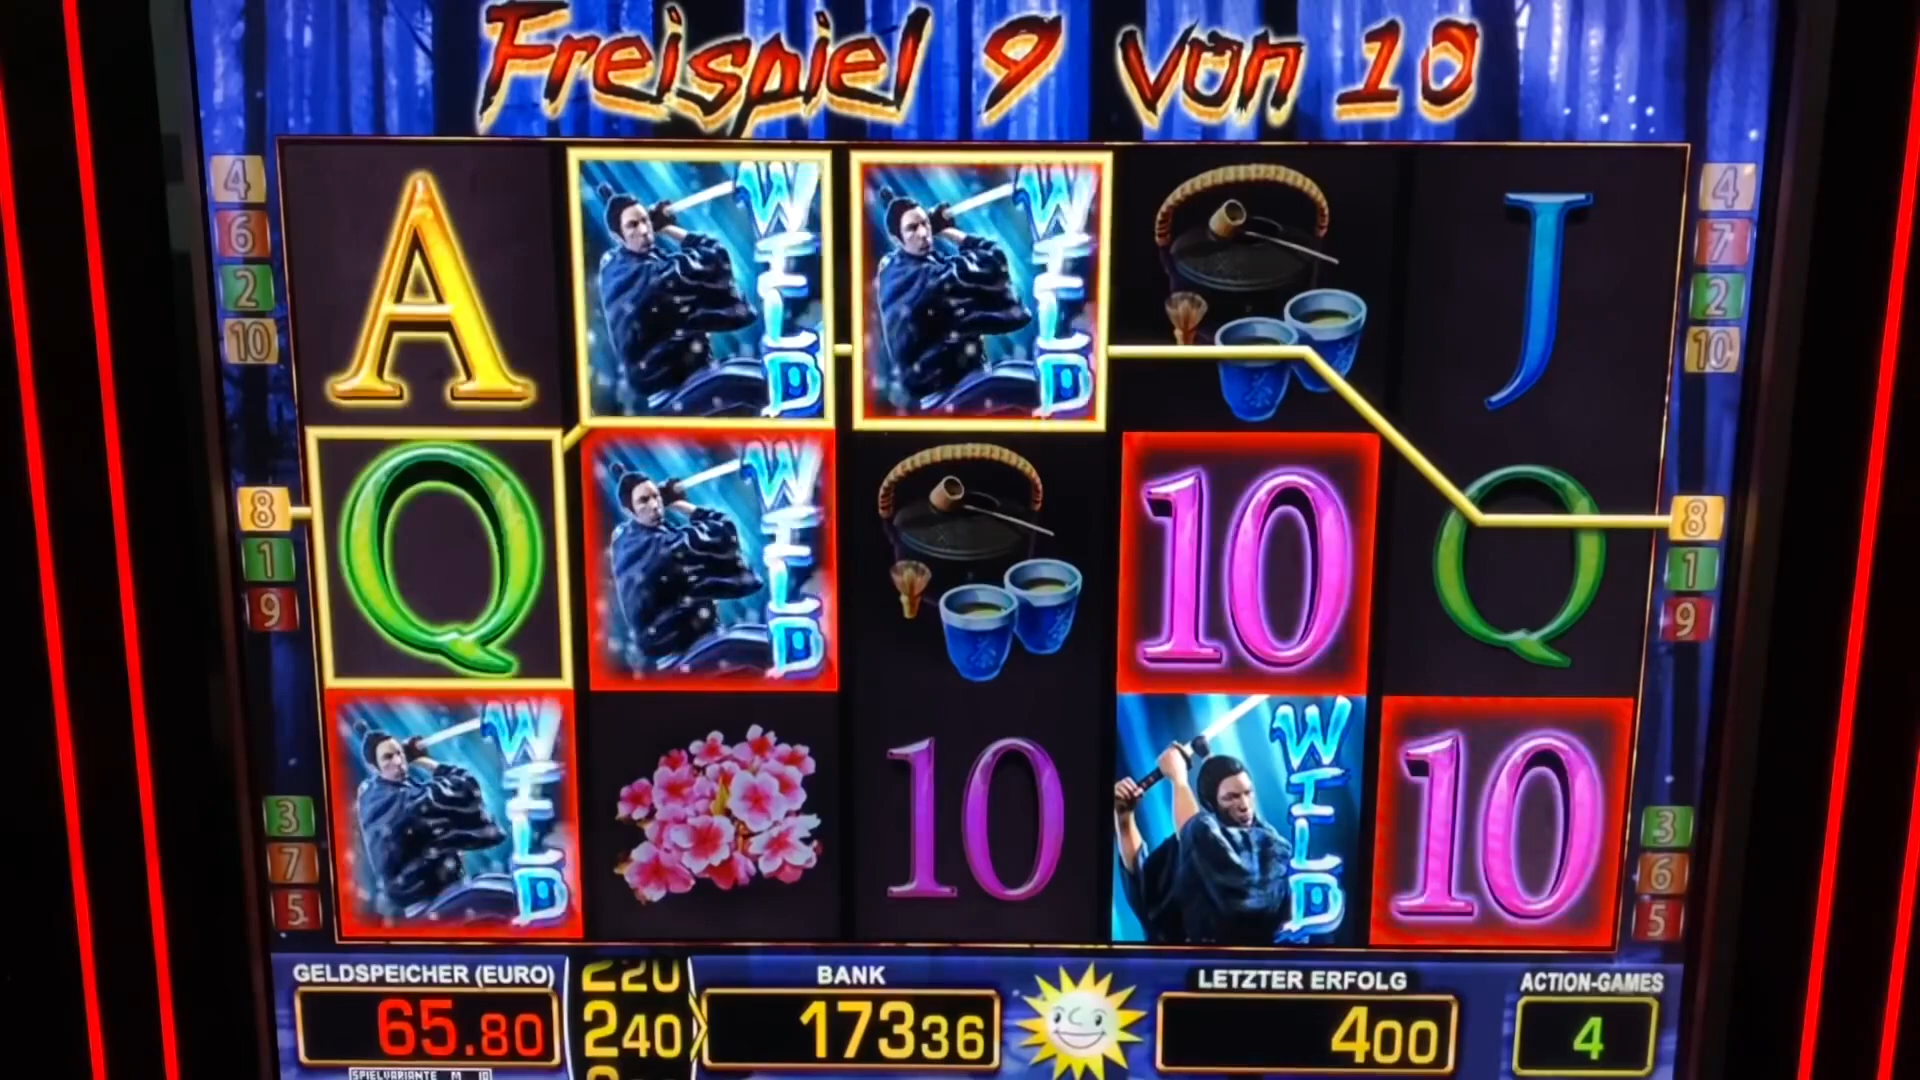 Freispiel 9 von 10
4
6
2
10
8
1
9
3
7
5
4
7
2
10
8
1
9
3
6
5
A
WILD
WILD
J
Q
WILD
10
Q
WILD
10
WILD
10
GELDSPEICHER (EURO)
65.80
220
240
BANK
17336
LETZTER ERFOLG
400
ACTION-GAMES
4
SPIELVARIANTE M 10